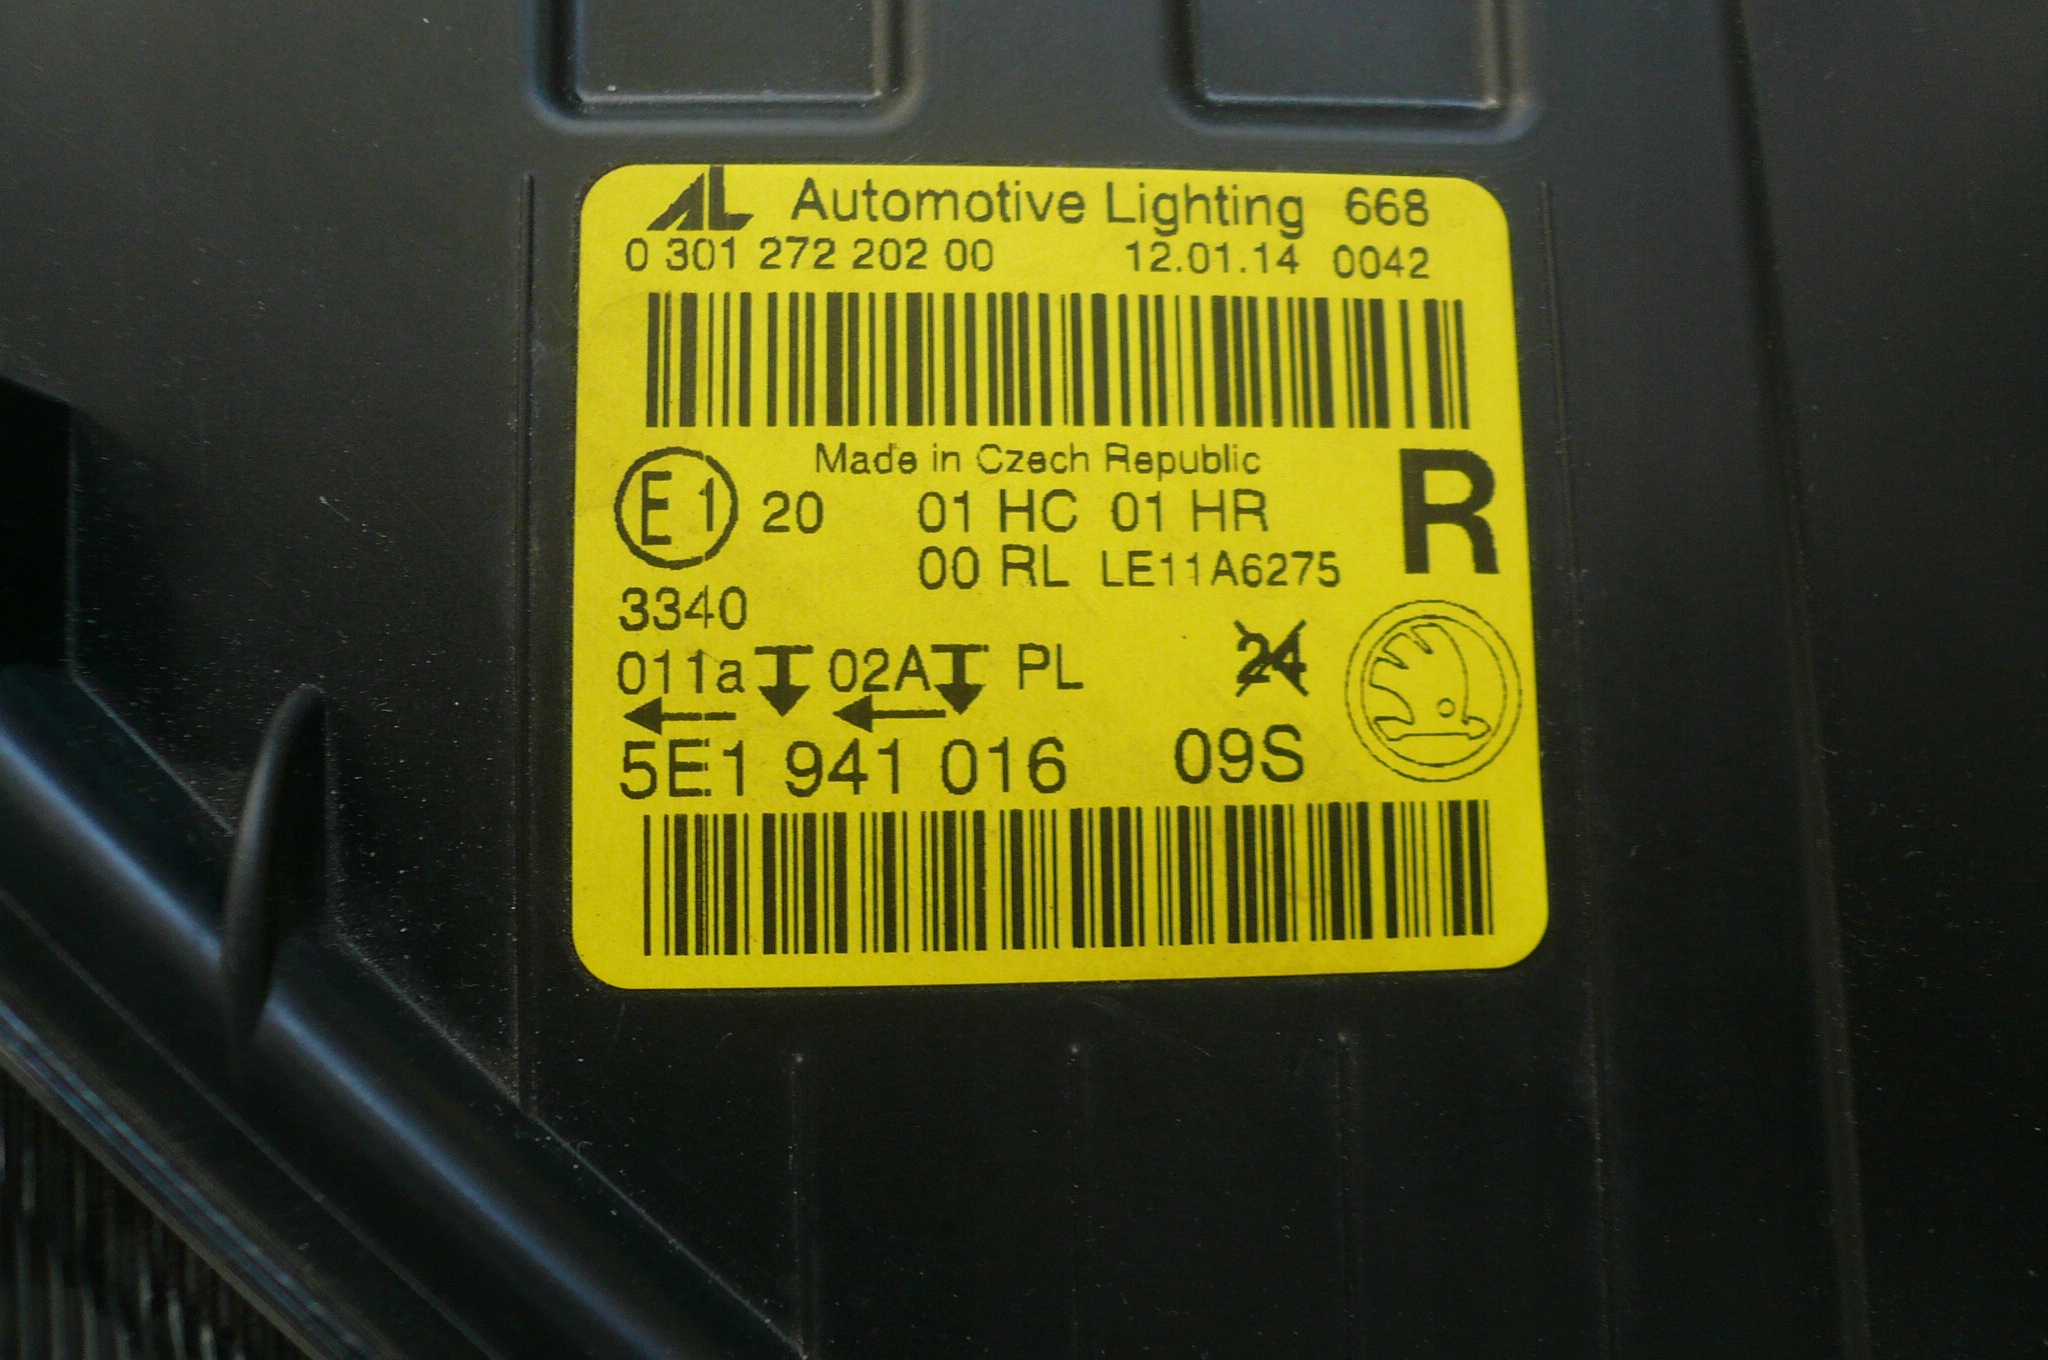 AL Automotive Lighting 668
0 301 272 202 00 12.01.14 0042
Made in Czech Republic
E1 20 01 HC 01 HR R
00 RL LE11A6275
3340
011a 02A PL 24
5E1 941 016 09S